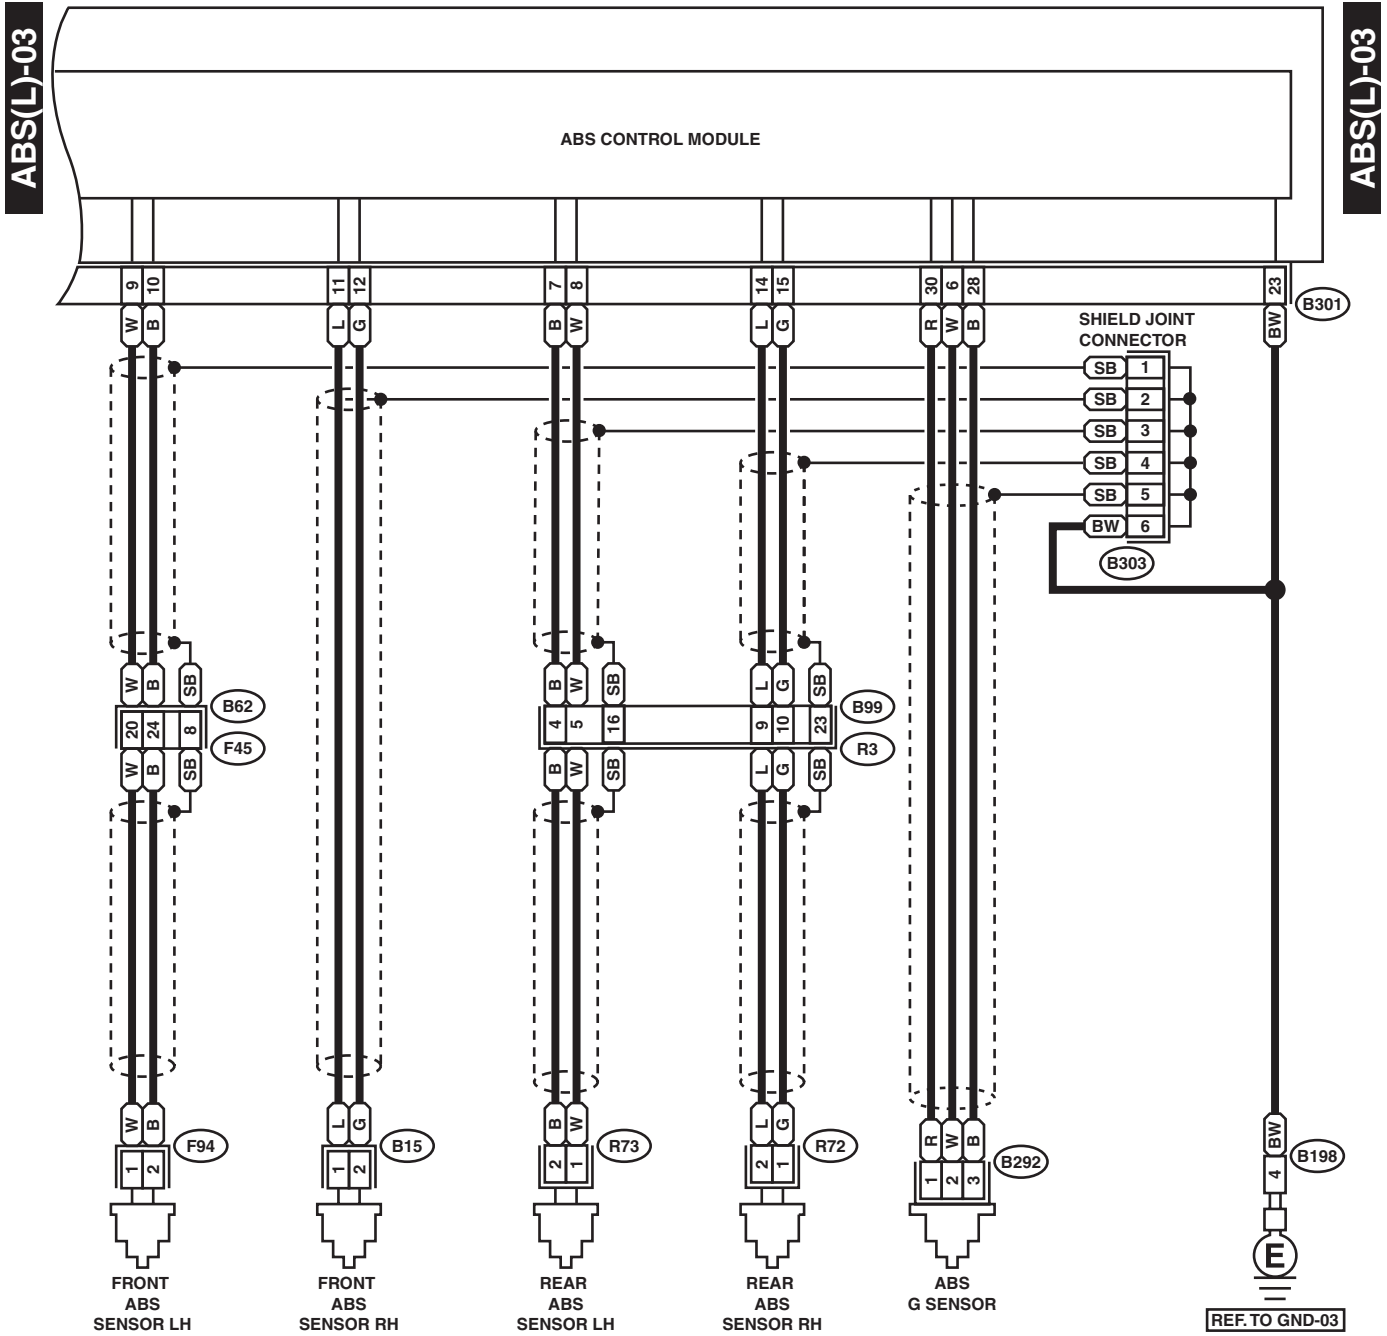 ABS(L)-03
ABS(L)-03
ABS CONTROL MODULE
9 10 11 12 7 8 14 15 30 6 28 23
B301
W B L G B W L G R W B BW
SHIELD JOINT
CONNECTOR
SB 1
SB 2
SB 3
SB 4
SB 5
BW 6
B303
W B SB B W SB L G SB
B62
B99
20 24 8 4 5 16 9 10 23
F45
R3
W B SB B W SB L G SB
W B L G B W L G R W B BW
F94
B15
R73
R72
B292
B198
1 2 1 2 2 1 2 1 1 2 3 4
E
FRONT
ABS
SENSOR LH
FRONT
ABS
SENSOR RH
REAR
ABS
SENSOR LH
REAR
ABS
SENSOR RH
ABS
G SENSOR
REF. TO GND-03